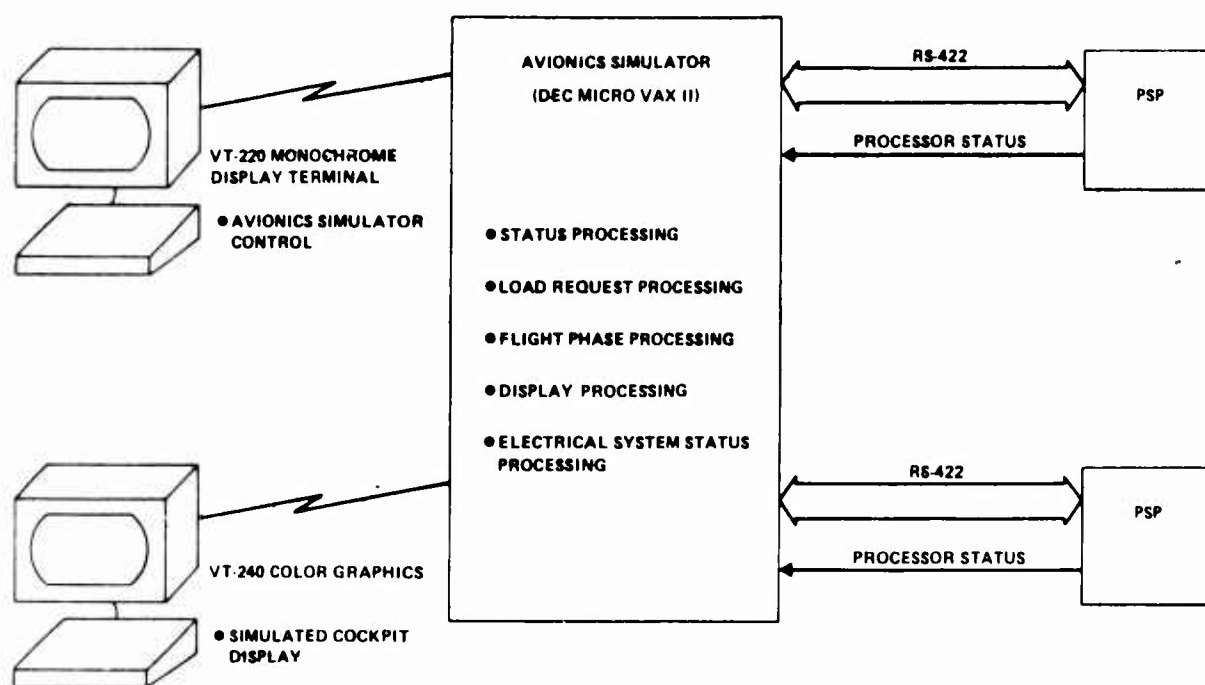 AVIONICS SIMULATOR
(DEC MICRO VAX II)
RS-422
PSP
PROCESSOR STATUS
VT-220 MONOCHROME
DISPLAY TERMINAL
● AVIONICS SIMULATOR
CONTROL
● STATUS PROCESSING
● LOAD REQUEST PROCESSING
● FLIGHT PHASE PROCESSING
● DISPLAY PROCESSING
● ELECTRICAL SYSTEM STATUS
PROCESSING
RS-422
PSP
PROCESSOR STATUS
VT-240 COLOR GRAPHICS
● SIMULATED COCKPIT
DISPLAY